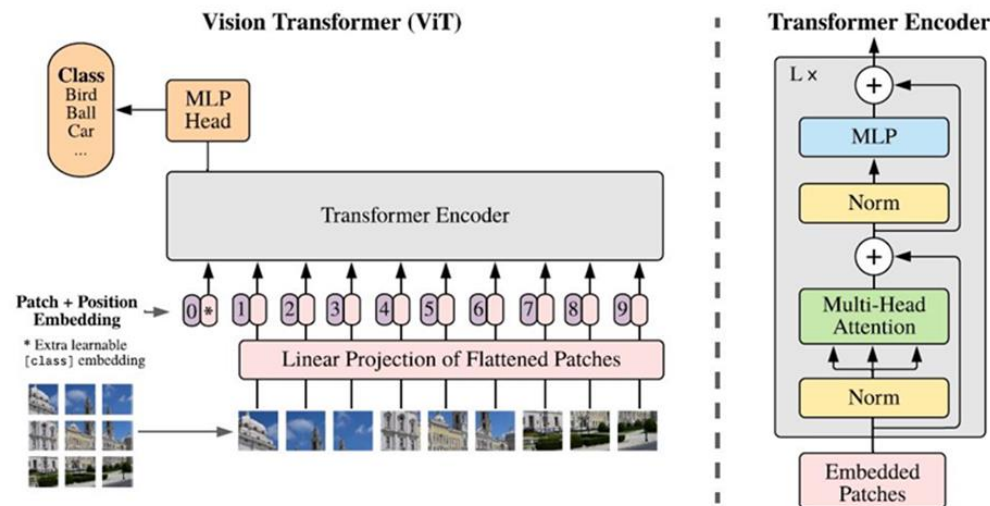 Vision Transformer (ViT)
Class
Bird
Ball
Car
...
MLP
Head
Transformer Encoder
Patch + Position
Embedding
0 * 1 2 3 4 5 6 7 8 9
* Extra learnable
[class] embedding
Linear Projection of Flattened Patches
Transformer Encoder
L x
+
MLP
Norm
+
Multi-Head
Attention
Norm
Embedded
Patches